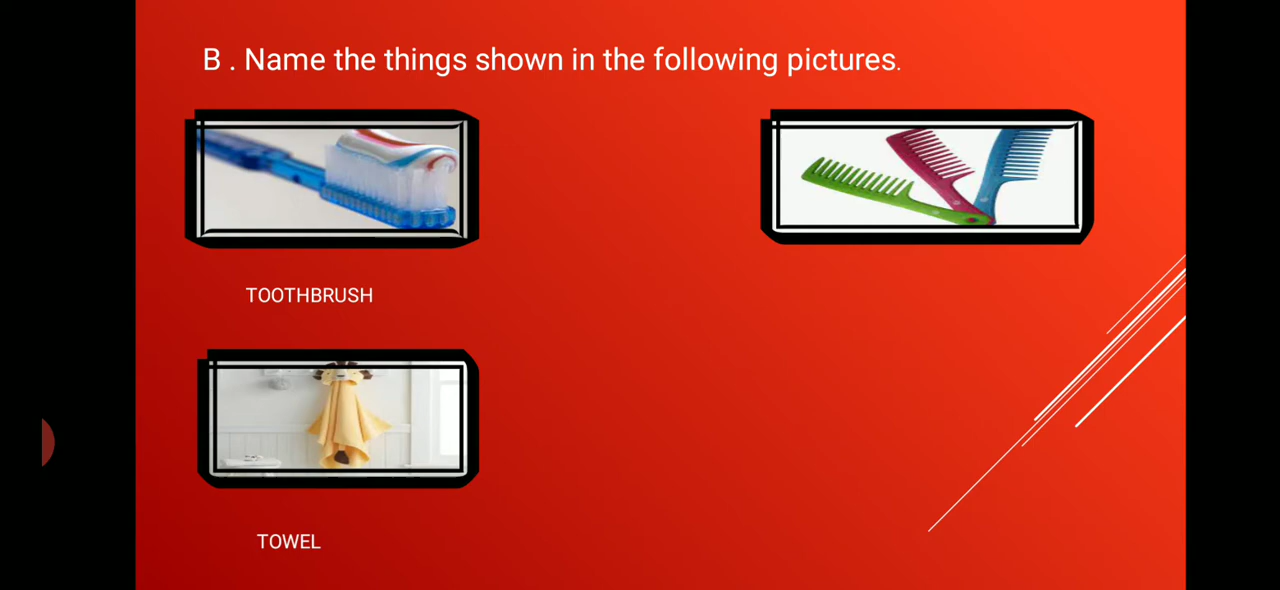 B . Name the things shown in the following pictures.
TOOTHBRUSH
TOWEL